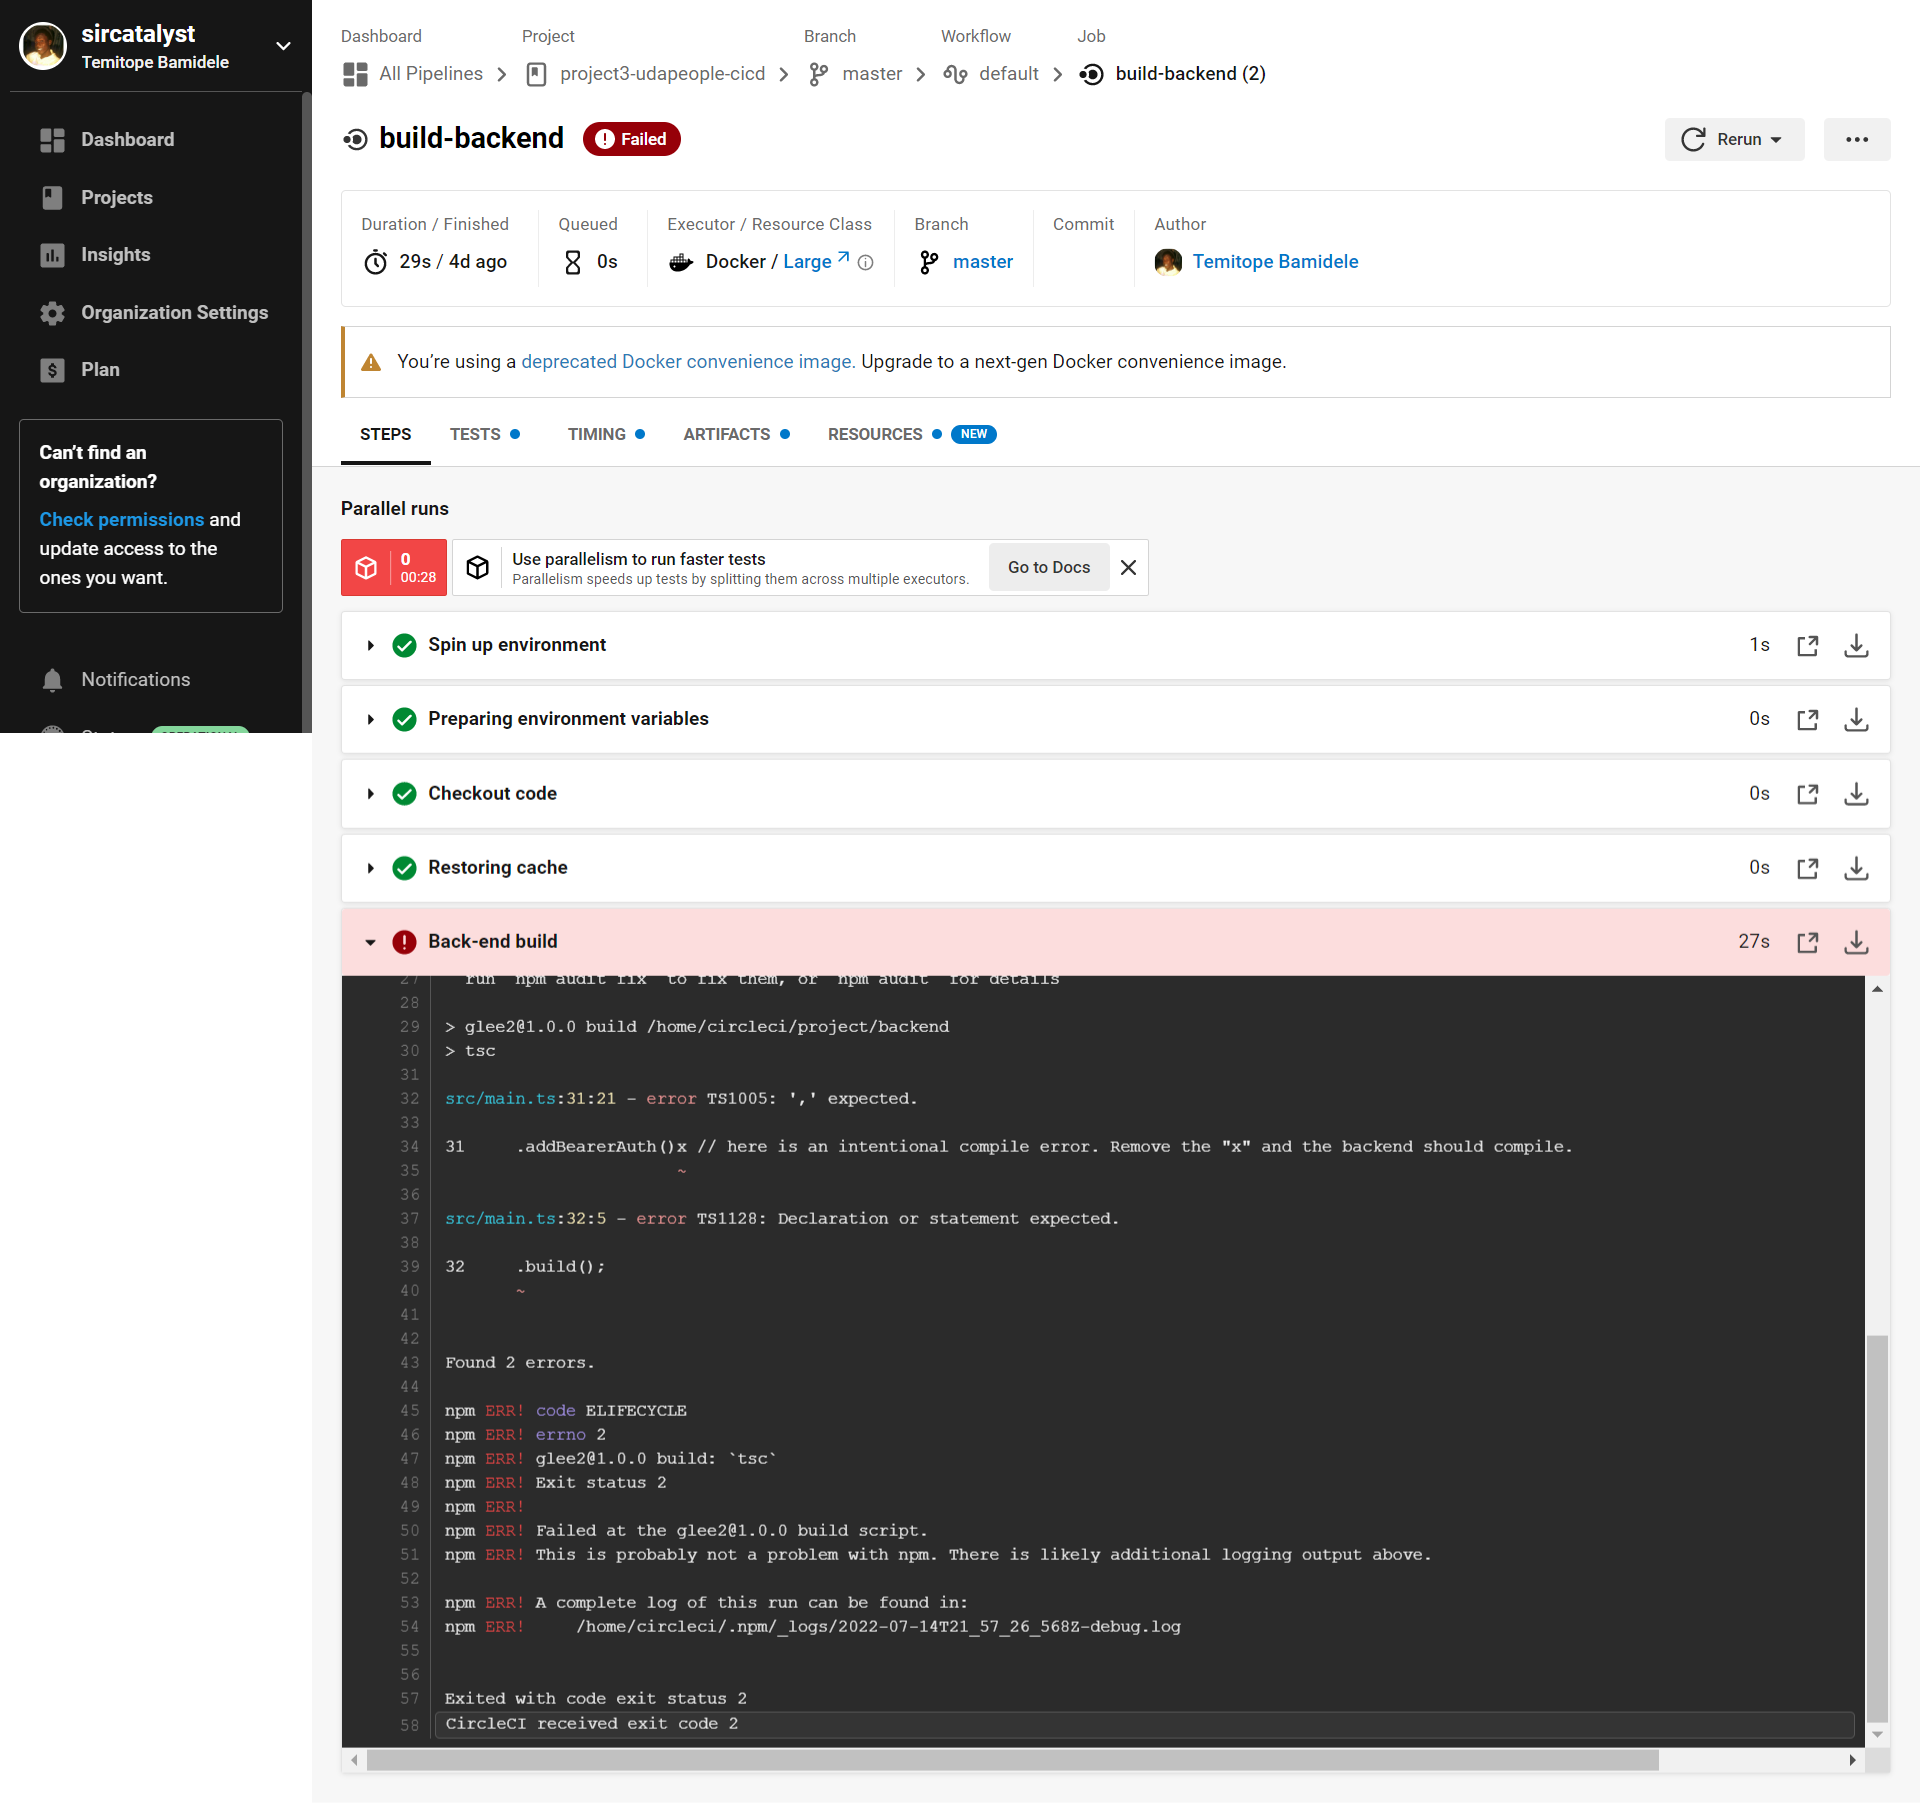 sircatalyst
Temitope Bamidele
Dashboard
Projects
Insights
Organization Settings
Plan
Can't find an
organization?
Check permissions and
update access to the
ones you want.
Notifications
Dashboard Project Branch Workflow Job
All Pipelines project3-udapeople-cicd master default build-backend (2)
build-backend Failed
Rerun
Duration / Finished Queued Executor / Resource Class Branch Commit Author
29s / 4d ago 0s Docker / Large master Temitope Bamidele
You’re using a deprecated Docker convenience image. Upgrade to a next-gen Docker convenience image.
STEPS TESTS TIMING ARTIFACTS RESOURCES NEW
Parallel runs
0
00:28
Use parallelism to run faster tests
Parallelism speeds up tests by splitting them across multiple executors.
Go to Docs
Spin up environment 1s
Preparing environment variables 0s
Checkout code 0s
Restoring cache 0s
Back-end build 27s
27 run `npm audit fix` to fix them, or `npm audit` for details
28
29 > glee2@1.0.0 build /home/circleci/project/backend
30 > tsc
31
32 src/main.ts:31:21 - error TS1005: ',' expected.
33
34 31 .addBearerAuth()x // here is an intentional compile error. Remove the "x" and the backend should compile.
35 ~
36
37 src/main.ts:32:5 - error TS1128: Declaration or statement expected.
38
39 32 .build();
40 ~
41
42
43 Found 2 errors.
44
45 npm ERR! code ELIFECYCLE
46 npm ERR! errno 2
47 npm ERR! glee2@1.0.0 build: `tsc`
48 npm ERR! Exit status 2
49 npm ERR!
50 npm ERR! Failed at the glee2@1.0.0 build script.
51 npm ERR! This is probably not a problem with npm. There is likely additional logging output above.
52
53 npm ERR! A complete log of this run can be found in:
54 npm ERR! /home/circleci/.npm/_logs/2022-07-14T21_57_26_568Z-debug.log
55
56
57 Exited with code exit status 2
58 CircleCI received exit code 2